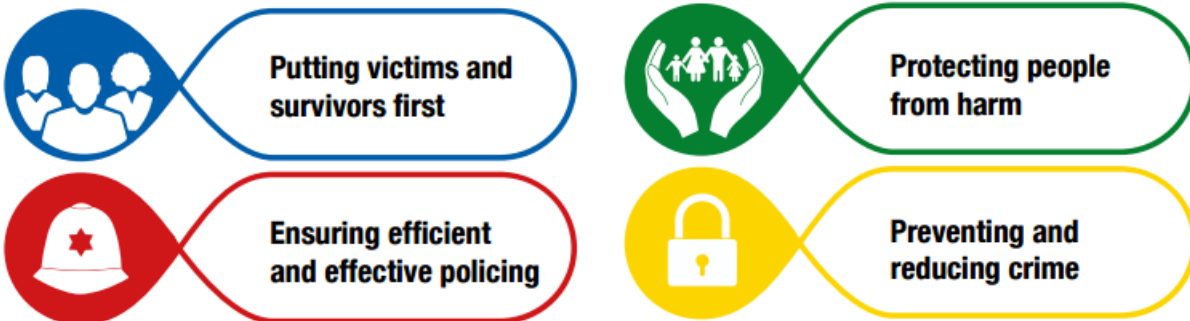 Putting victims and
survivors first
Protecting people
from harm
Ensuring efficient
and effective policing
Preventing and
reducing crime